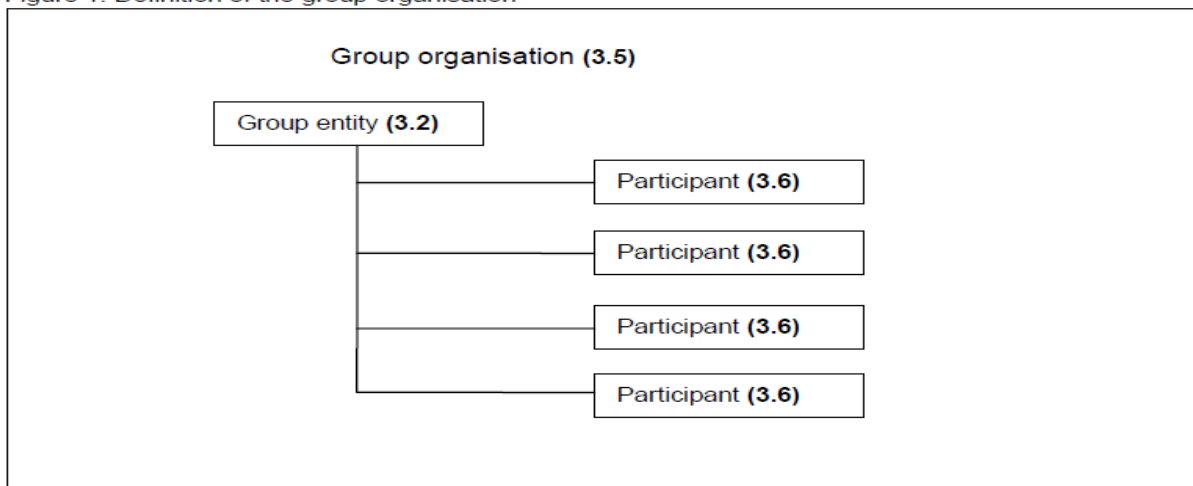 Figure 1: Definition of the group organisation
Group organisation (3.5)
Group entity (3.2)
Participant (3.6)
Participant (3.6)
Participant (3.6)
Participant (3.6)